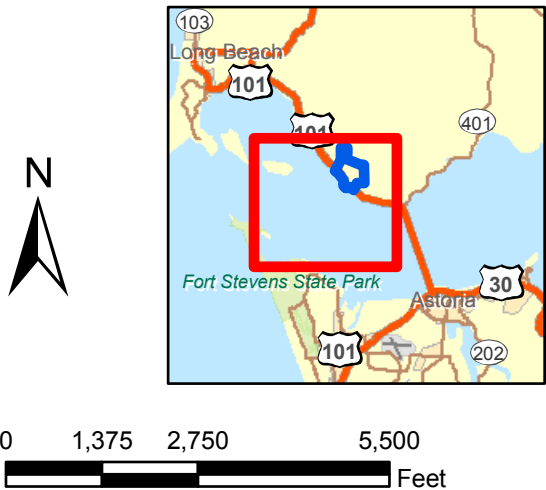 103
Long Beach
101
101
401
N
Fort Stevens State Park
30
Astoria
101
202
0 1,375 2,750 5,500
Feet